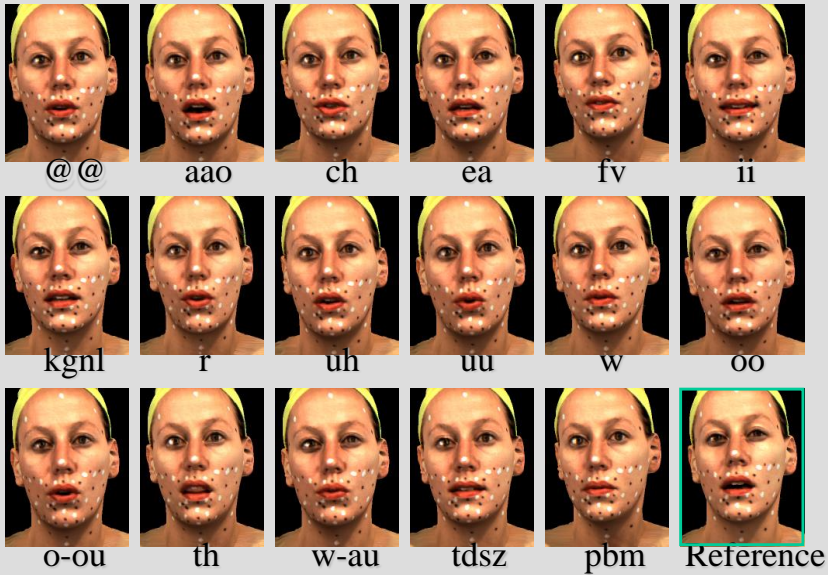 @@ aao ch ea fv ii
kgnl r uh uu w oo
o-ou th w-au tdsz pbm Reference